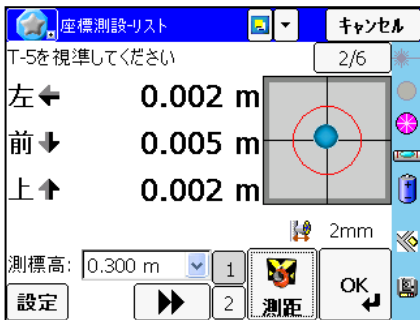 座標測設-リスト キャンセル
T-5を視準してください 2/6
左 0.002 m
前 0.005 m
上 0.002 m
2mm
測標高: 0.300 m 1
設定 2 測距 OK